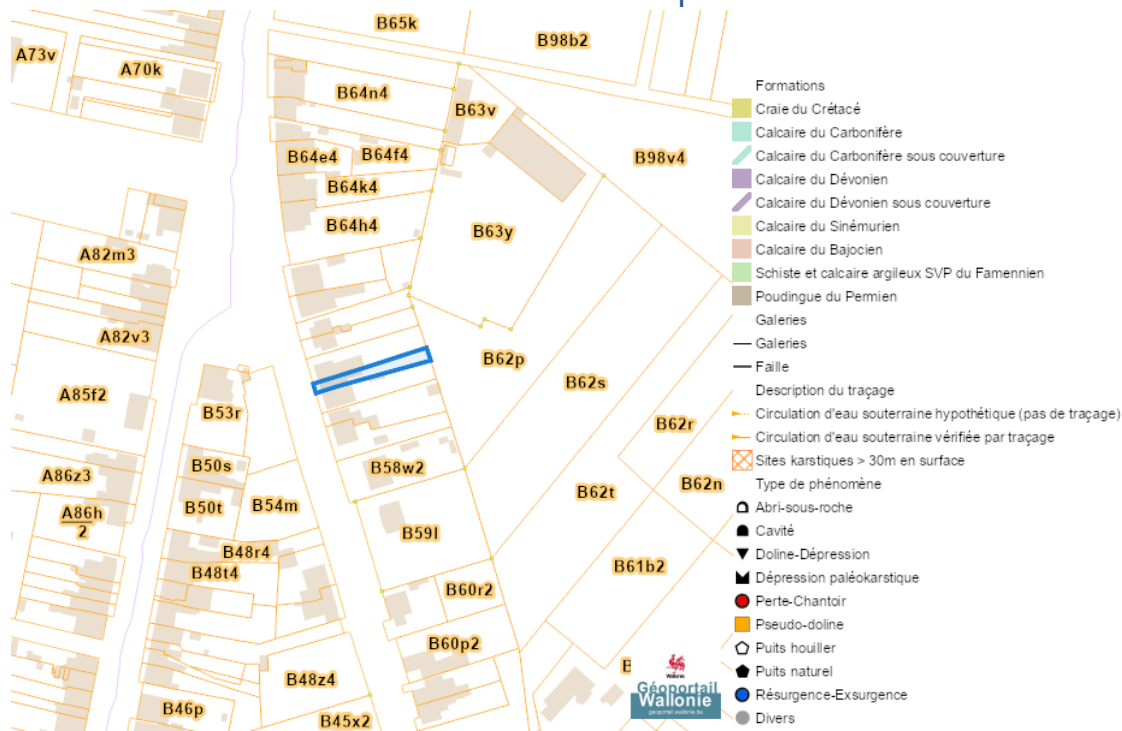 B65k
B98b2
A73v
A70k
B64n4
B63v
B64e4
B64f4
B98v4
B64k4
B64h4
B63y
A82m3
A82v3
B62p
B62s
A85f2
B53r
B62r
B50s
B58w2
A86z3
B62n
B50t
B54m
B62t
A86h
2
B59l
B48r4
B48t4
B61b2
B60r2
B60p2
B48z4
B46p
B45x2
Wallonie
Géoportail
Wallonie
geoportail.wallonie.be
Formations
Craie du Crétacé
Calcaire du Carbonifère
Calcaire du Carbonifère sous couverture
Calcaire du Dévonien
Calcaire du Dévonien sous couverture
Calcaire du Sinémurien
Calcaire du Bajocien
Schiste et calcaire argileux SVP du Famennien
Poudingue du Permien
Galeries
Galeries
Faille
Description du traçage
Circulation d'eau souterraine hypothétique (pas de traçage)
Circulation d'eau souterraine vérifiée par traçage
Sites karstiques > 30m en surface
Type de phénomène
Abri-sous-roche
Cavité
Doline-Dépression
Dépression paléokarstique
Perte-Chantoir
Pseudo-doline
Puits houiller
Puits naturel
Résurgence-Exsurgence
Divers